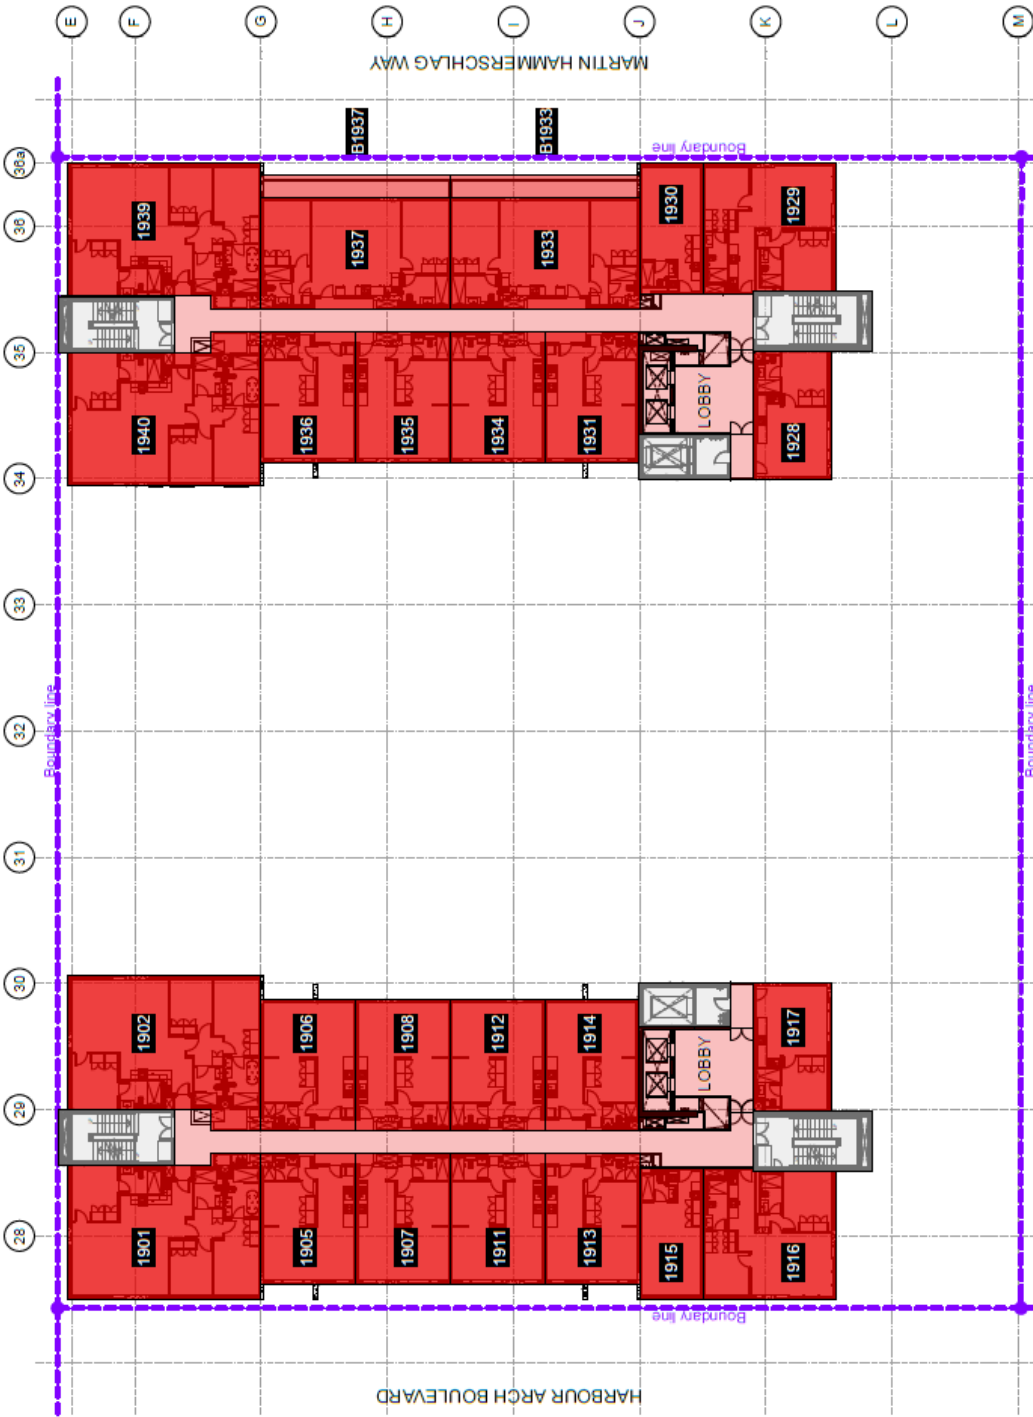 E F G H I J K L M
MARTIN HAMMERSCHLAG WAY
B1937 B1933
Boundary line
36a
1939 1930 1929
36
1937 1933
35
LOBBY
1940 1936 1935 1934 1931 1928
34
33
32
Boundary line
Boundary line
31
30
1902 1906 1908 1912 1914 1917
LOBBY
29
28
1901 1905 1907 1911 1913 1915 1916
Boundary line
HARBOUR ARCH BOULEVARD